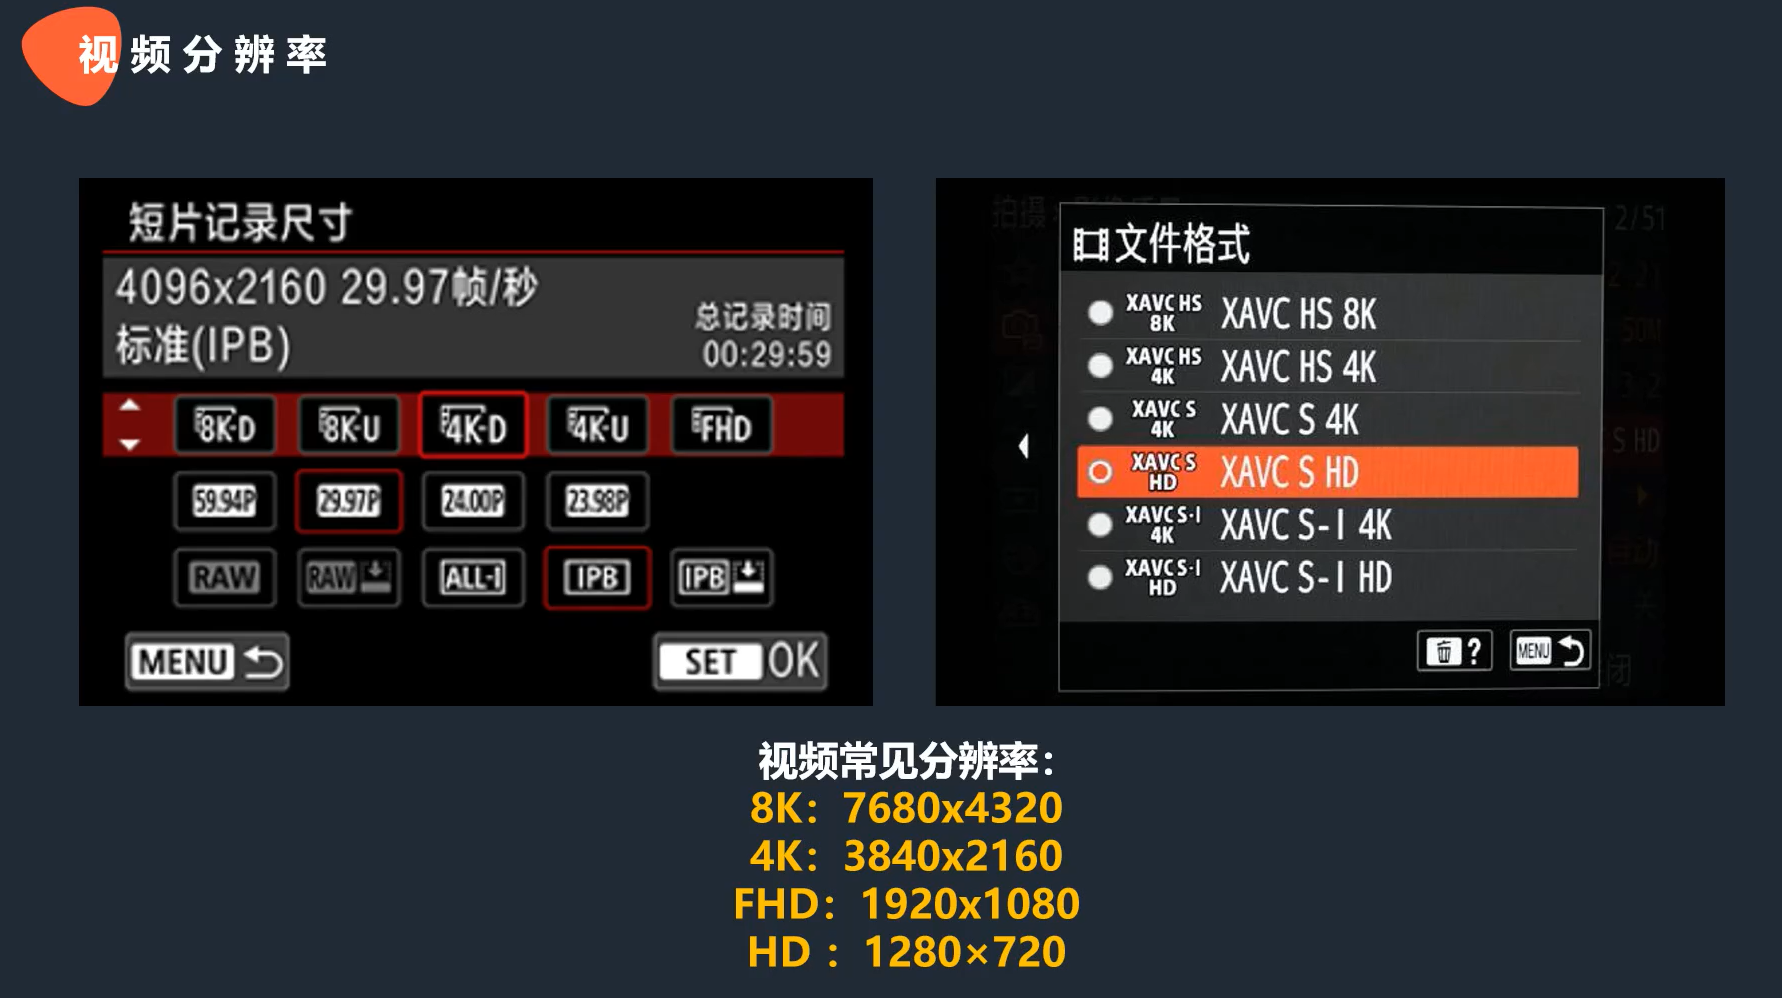 视频分辨率
短片记录尺寸
4096x2160 29.97帧/秒
标准(IPB)
总记录时间
00:29:59
8K-D 8K-U 4K-D 4K-U FHD
59.94P 29.97P 24.00P 23.98P
RAW RAW ALL-I IPB IPB
MENU SET OK
拍摄
2/51
文件格式
XAVC HS 8K XAVC HS 8K
XAVC HS 4K XAVC HS 4K
XAVC S 4K XAVC S 4K
XAVC S HD XAVC S HD
S HD
XAVC S-I 4K XAVC S-I 4K
XAVC S-I HD XAVC S-I HD
? MENU
视频常见分辨率：
8K：7680x4320
4K：3840x2160
FHD：1920x1080
HD ：1280×720